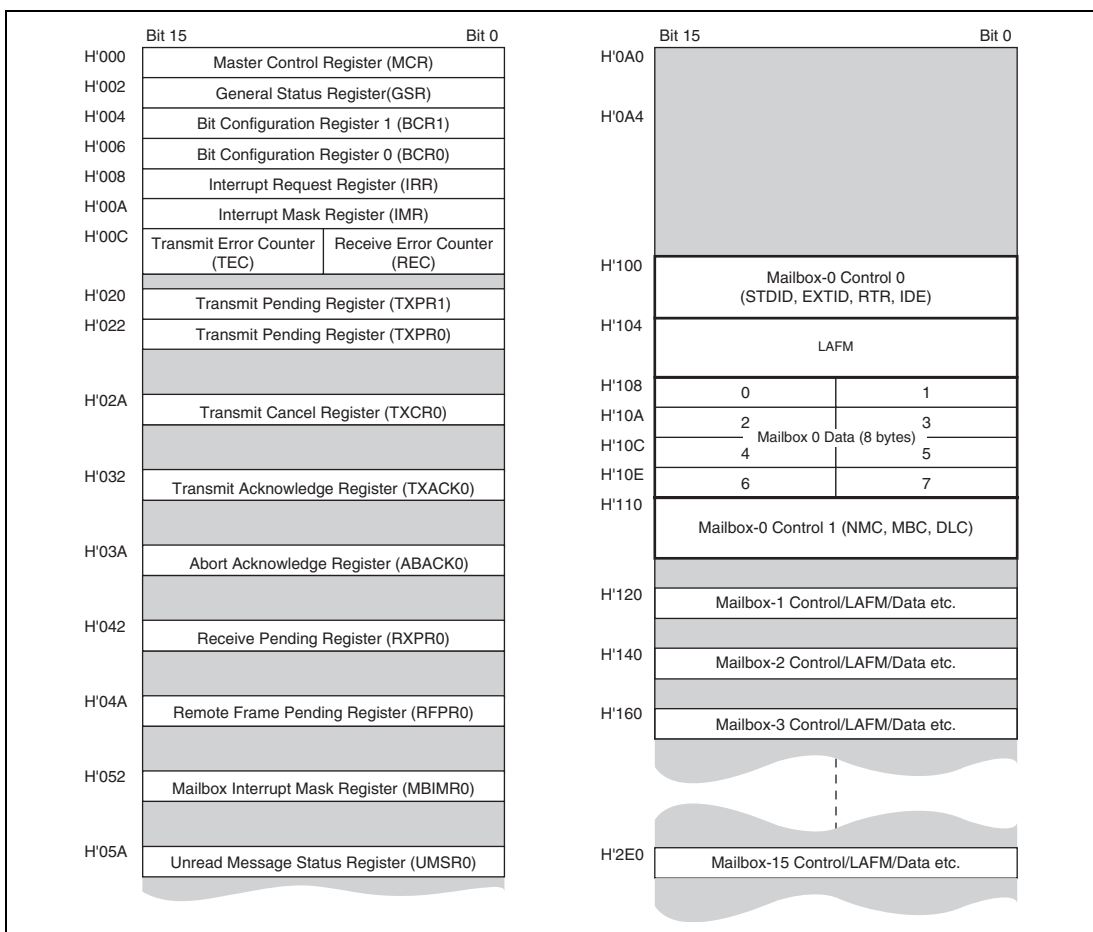 Bit 15 Bit 0
H'000 Master Control Register (MCR)
H'002 General Status Register(GSR)
H'004 Bit Configuration Register 1 (BCR1)
H'006 Bit Configuration Register 0 (BCR0)
H'008 Interrupt Request Register (IRR)
H'00A Interrupt Mask Register (IMR)
H'00C Transmit Error Counter (TEC) Receive Error Counter (REC)
H'020 Transmit Pending Register (TXPR1)
H'022 Transmit Pending Register (TXPR0)
H'02A Transmit Cancel Register (TXCR0)
H'032 Transmit Acknowledge Register (TXACK0)
H'03A Abort Acknowledge Register (ABACK0)
H'042 Receive Pending Register (RXPR0)
H'04A Remote Frame Pending Register (RFPR0)
H'052 Mailbox Interrupt Mask Register (MBIMR0)
H'05A Unread Message Status Register (UMSR0)
Bit 15 Bit 0
H'0A0
H'0A4
H'100 Mailbox-0 Control 0
(STDID, EXTID, RTR, IDE)
H'104 LAFM
H'108 0 1
H'10A 2 3
Mailbox 0 Data (8 bytes)
H'10C 4 5
H'10E 6 7
H'110 Mailbox-0 Control 1 (NMC, MBC, DLC)
H'120 Mailbox-1 Control/LAFM/Data etc.
H'140 Mailbox-2 Control/LAFM/Data etc.
H'160 Mailbox-3 Control/LAFM/Data etc.
H'2E0 Mailbox-15 Control/LAFM/Data etc.